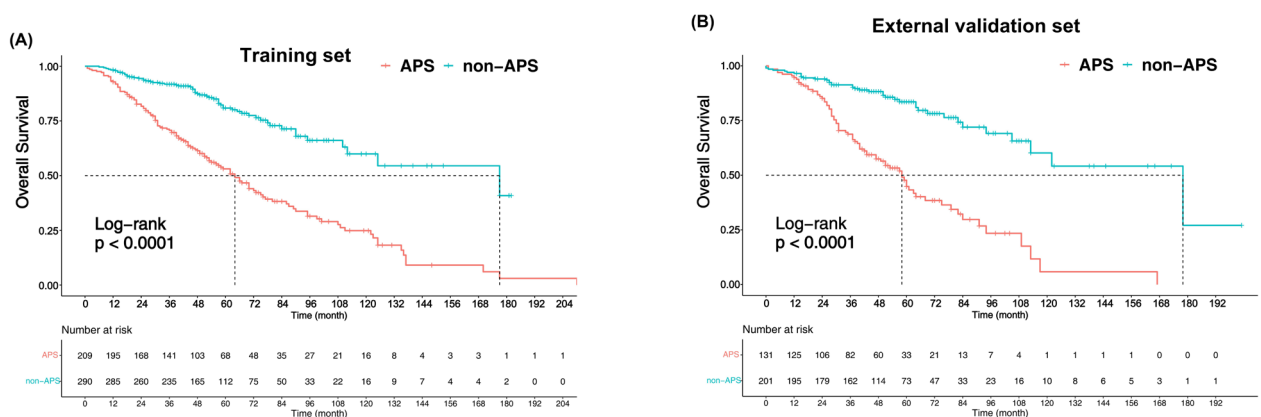 (A)
Training set
APS non-APS
Overall Survival
1.00
0.75
0.50
0.25
0.00
Log-rank
p < 0.0001
0 12 24 36 48 60 72 84 96 108 120 132 144 156 168 180 192 204
Time (month)
Number at risk
APS 209 195 168 141 103 68 48 35 27 21 16 8 4 3 3 1 1 1
non-APS 290 285 260 235 165 112 75 50 33 22 16 9 7 4 4 2 0 0
0 12 24 36 48 60 72 84 96 108 120 132 144 156 168 180 192 204
Time (month)
(B)
External validation set
APS non-APS
Overall Survival
1.00
0.75
0.50
0.25
0.00
Log-rank
p < 0.0001
0 12 24 36 48 60 72 84 96 108 120 132 144 156 168 180 192
Time (month)
Number at risk
APS 131 125 106 82 60 33 21 13 7 4 1 1 1 1 0 0 0
non-APS 201 195 179 162 114 73 47 33 23 16 10 8 6 5 3 1 1
0 12 24 36 48 60 72 84 96 108 120 132 144 156 168 180 192
Time (month)